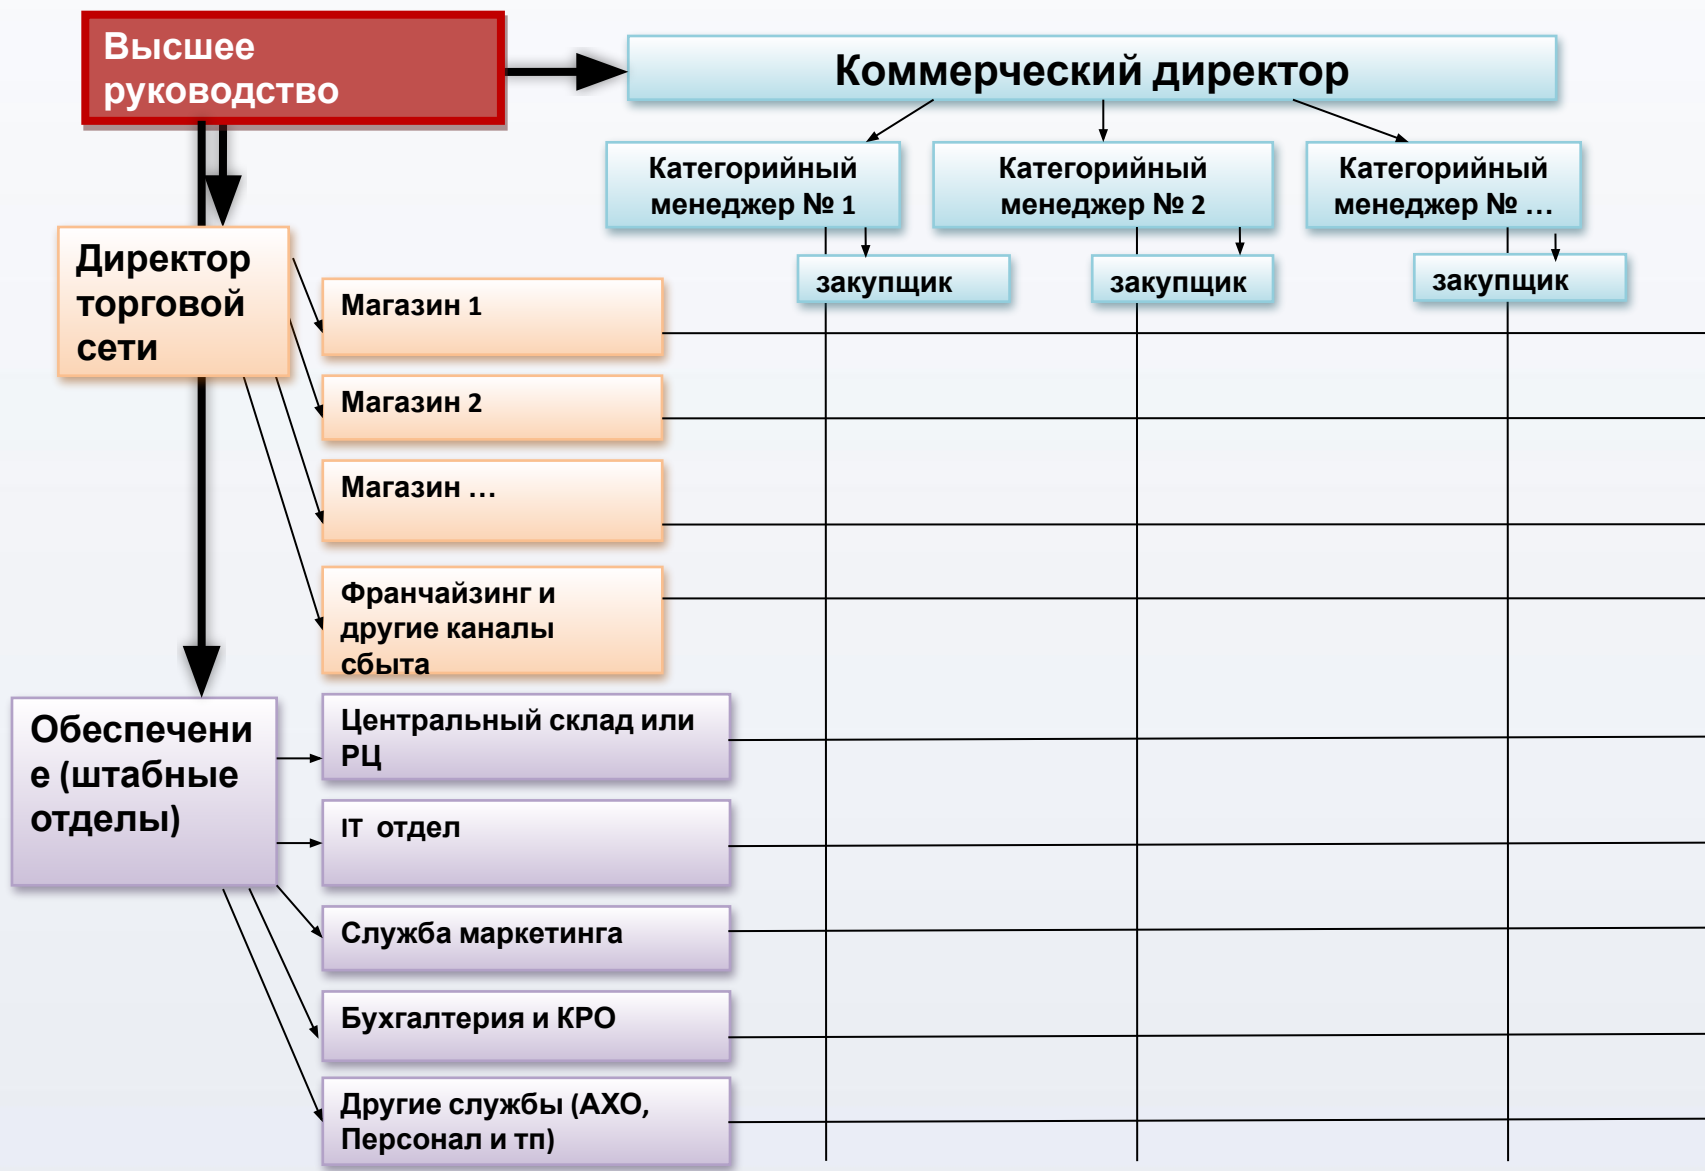 Высшее
руководство
Коммерческий директор
Категорийный
менеджер № 1
Категорийный
менеджер № 2
Категорийный
менеджер № …
закупщик
закупщик
закупщик
Директор
торговой
сети
Магазин 1
Магазин 2
Магазин …
Франчайзинг и
другие каналы
сбыта
Обеспечени
е (штабные
отделы)
Центральный склад или
РЦ
IT отдел
Служба маркетинга
Бухгалтерия и КРО
Другие службы (АХО,
Персонал и тп)